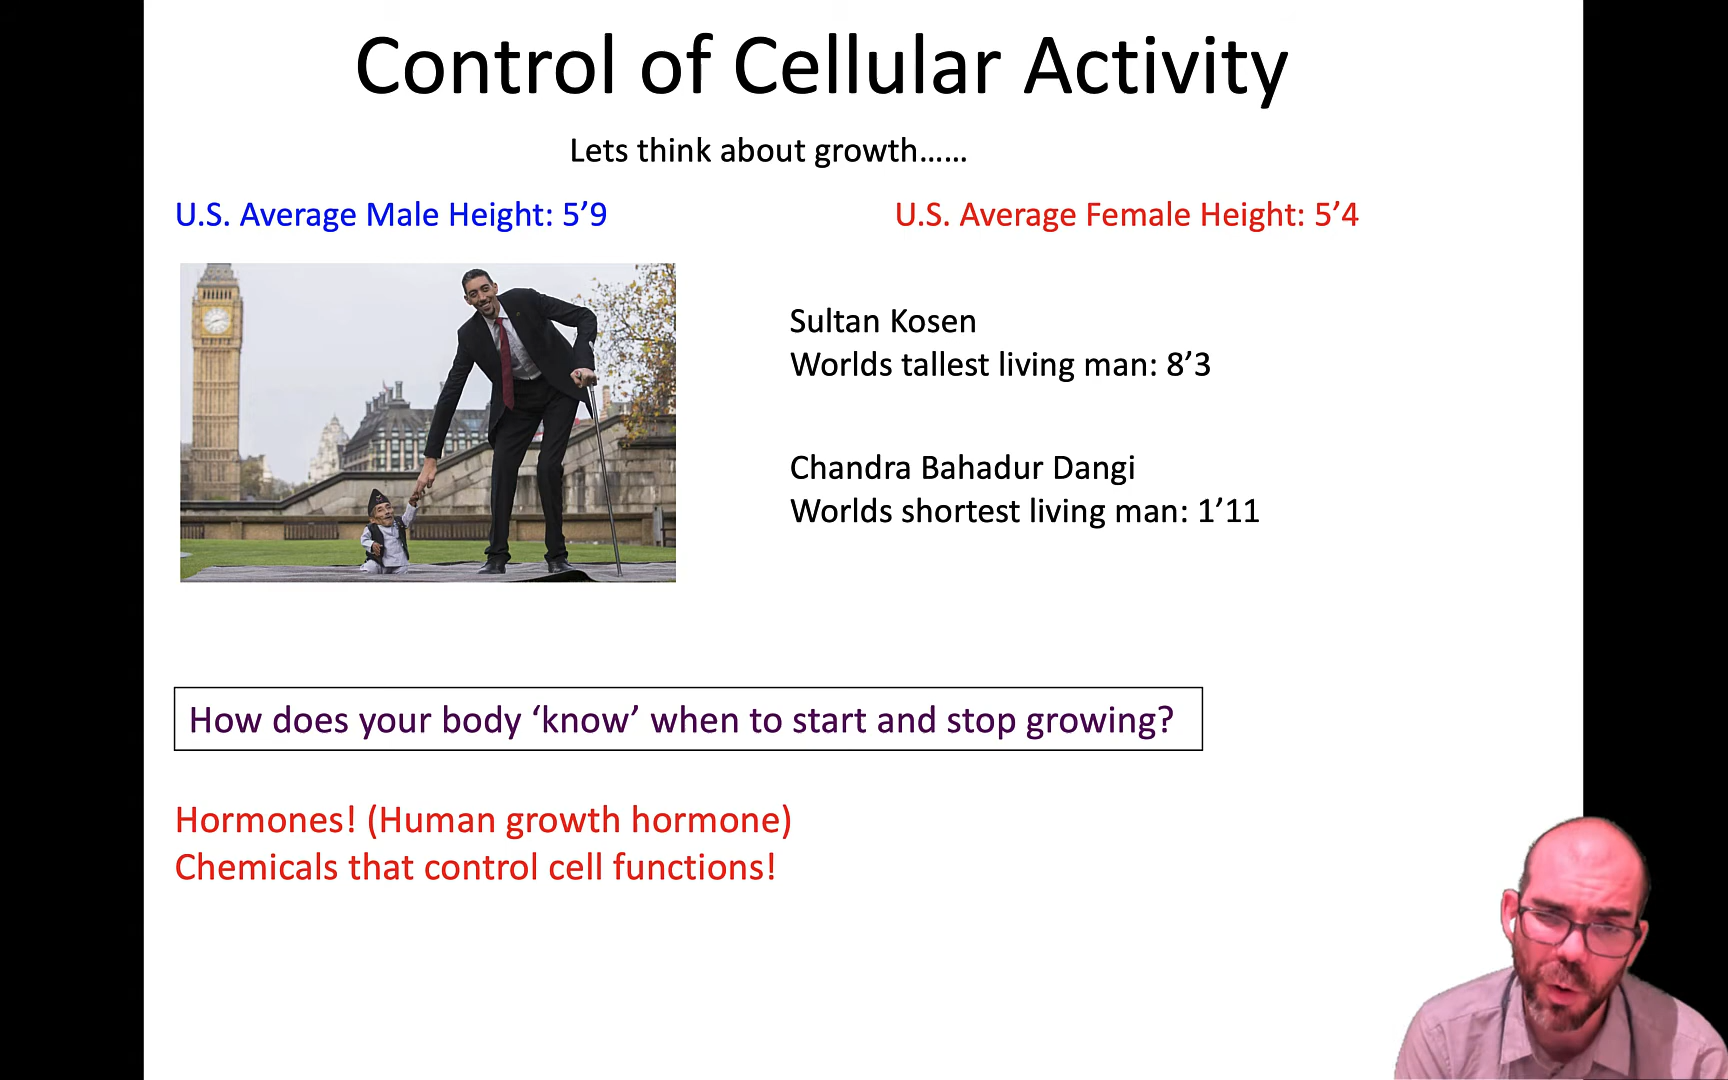 Control of Cellular Activity
Lets think about growth……
U.S. Average Male Height: 5’9
U.S. Average Female Height: 5’4
Sultan Kosen
Worlds tallest living man: 8’3
Chandra Bahadur Dangi
Worlds shortest living man: 1’11
How does your body ‘know’ when to start and stop growing?
Hormones! (Human growth hormone)
Chemicals that control cell functions!